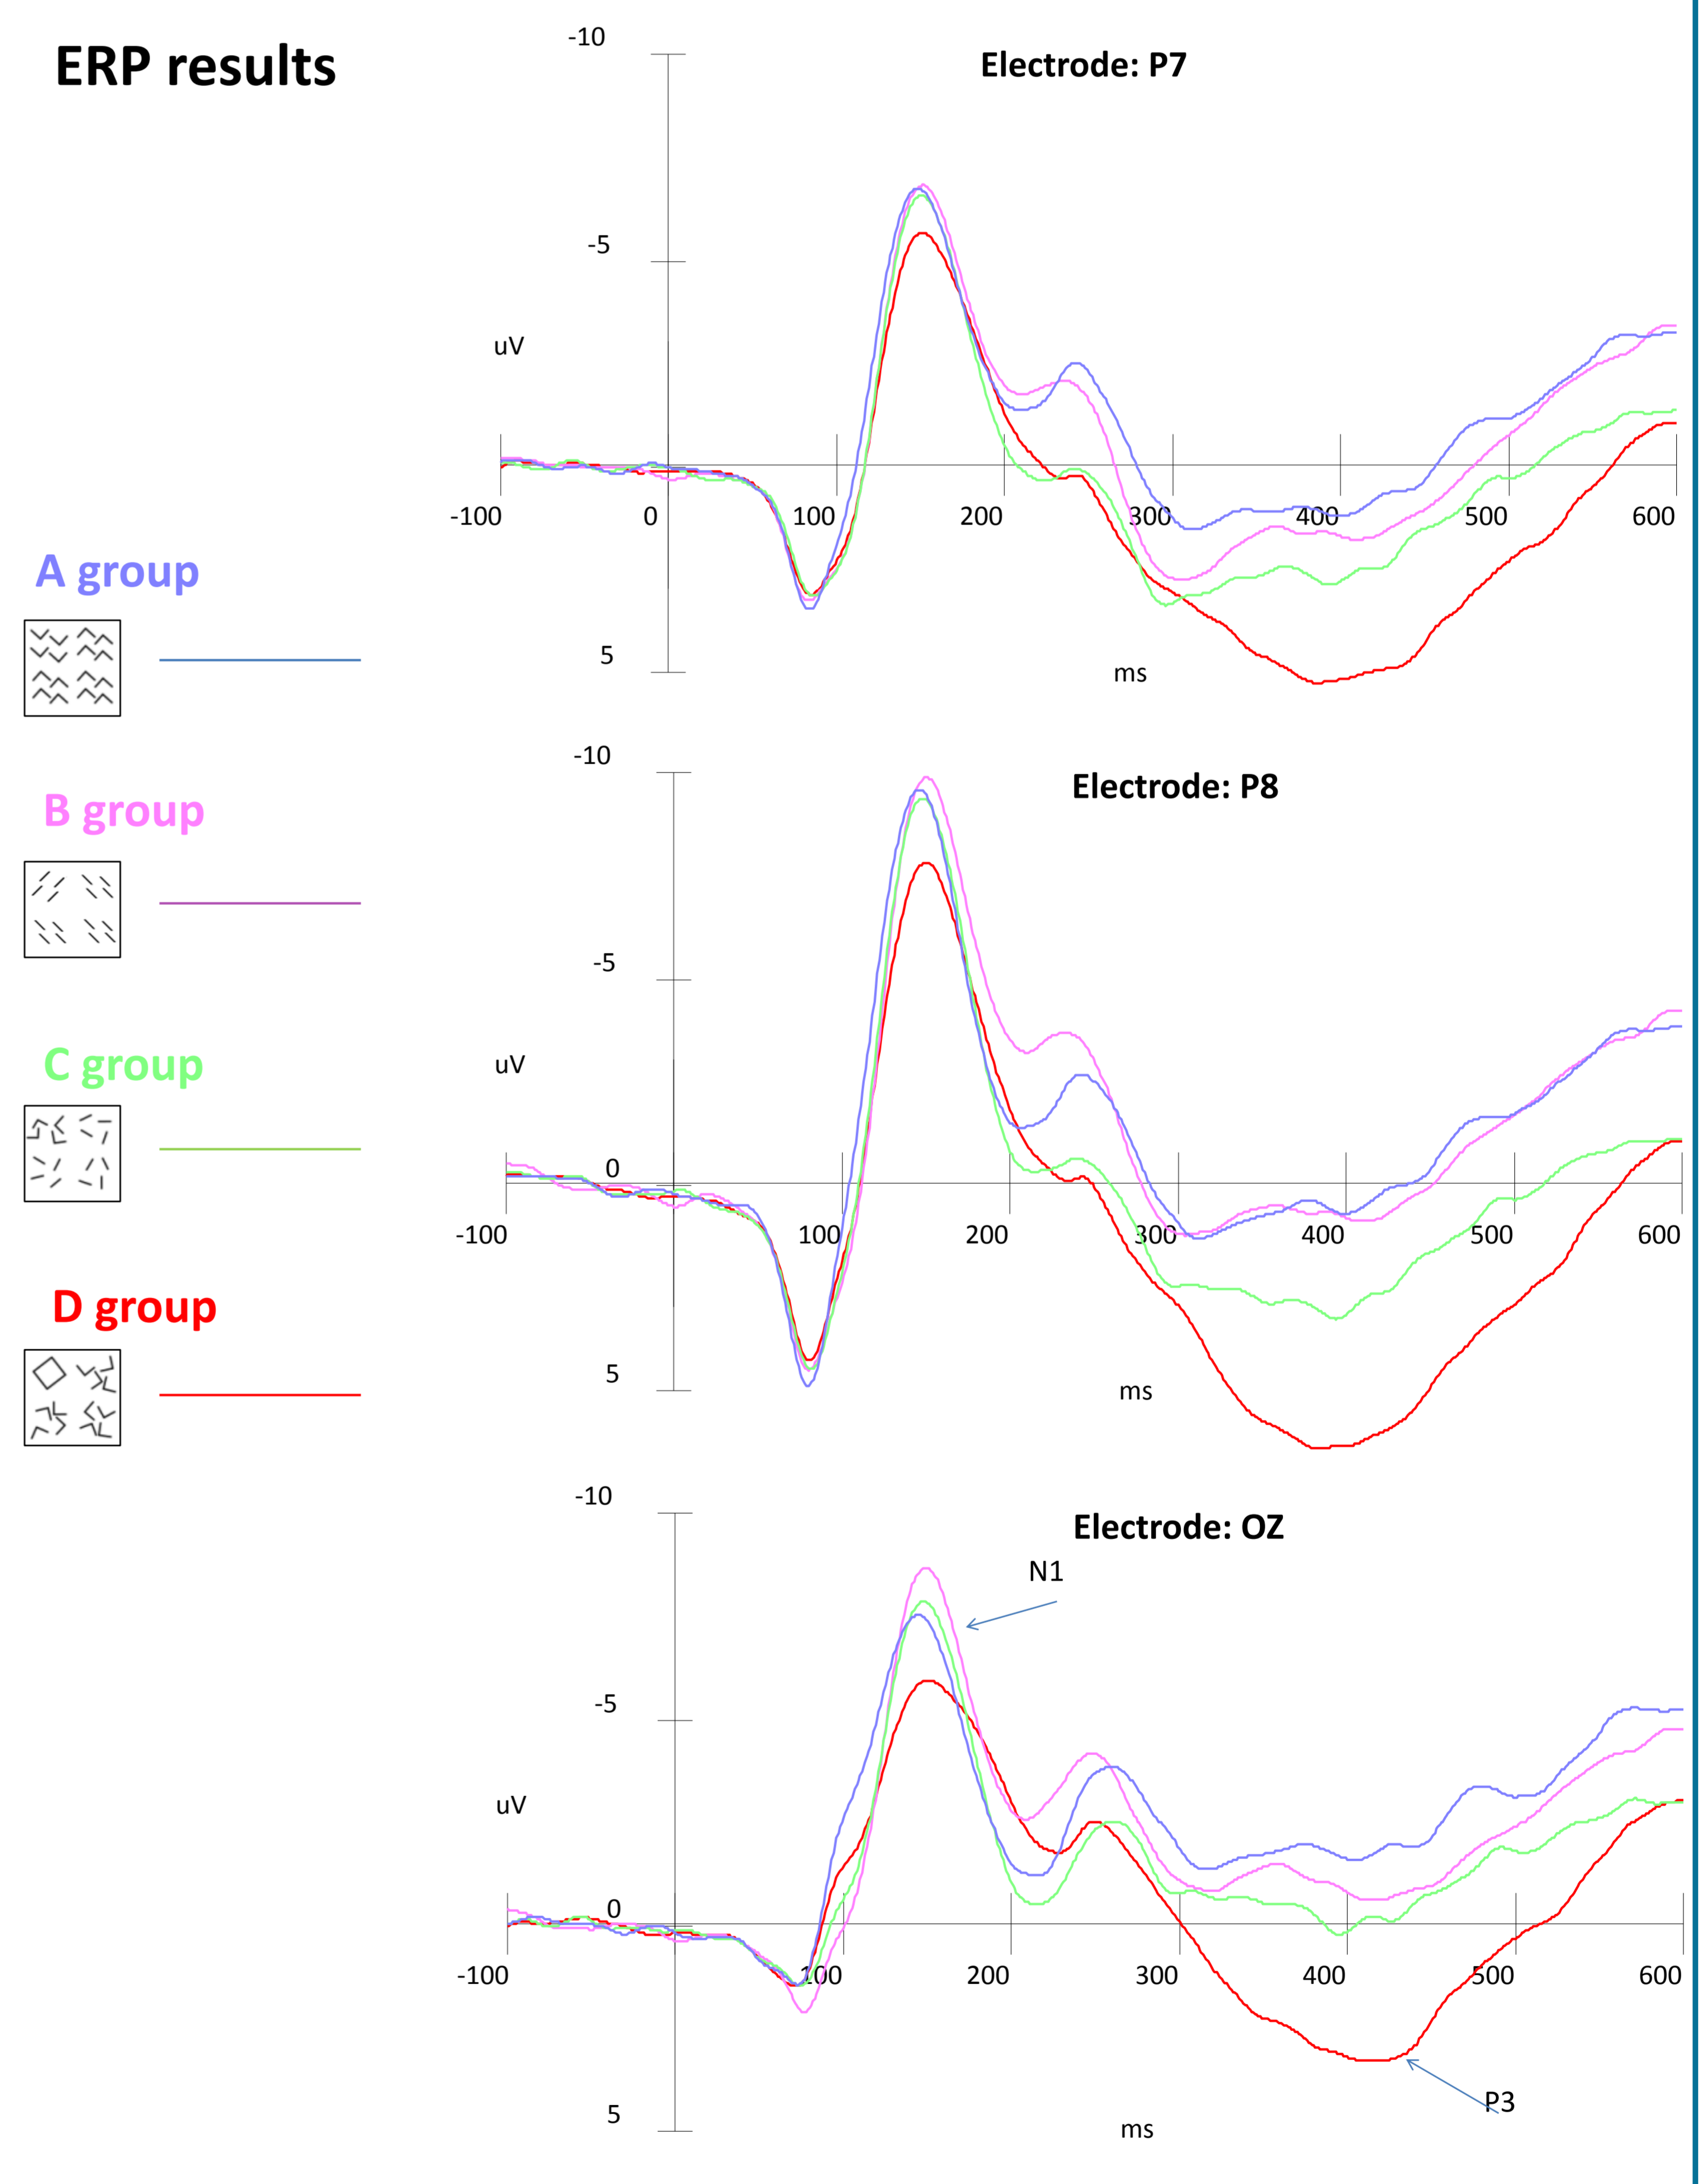 ERP results
-10
Electrode: P7
-5
uV
-100 0 100 200 300 400 500 600
5
ms
A group
-10
Electrode: P8
B group
-5
uV
C group
0
-100 100 200 300 400 500 600
5
ms
D group
-10
Electrode: OZ
N1
-5
uV
0
-100 100 200 300 400 500 600
P3
5
ms